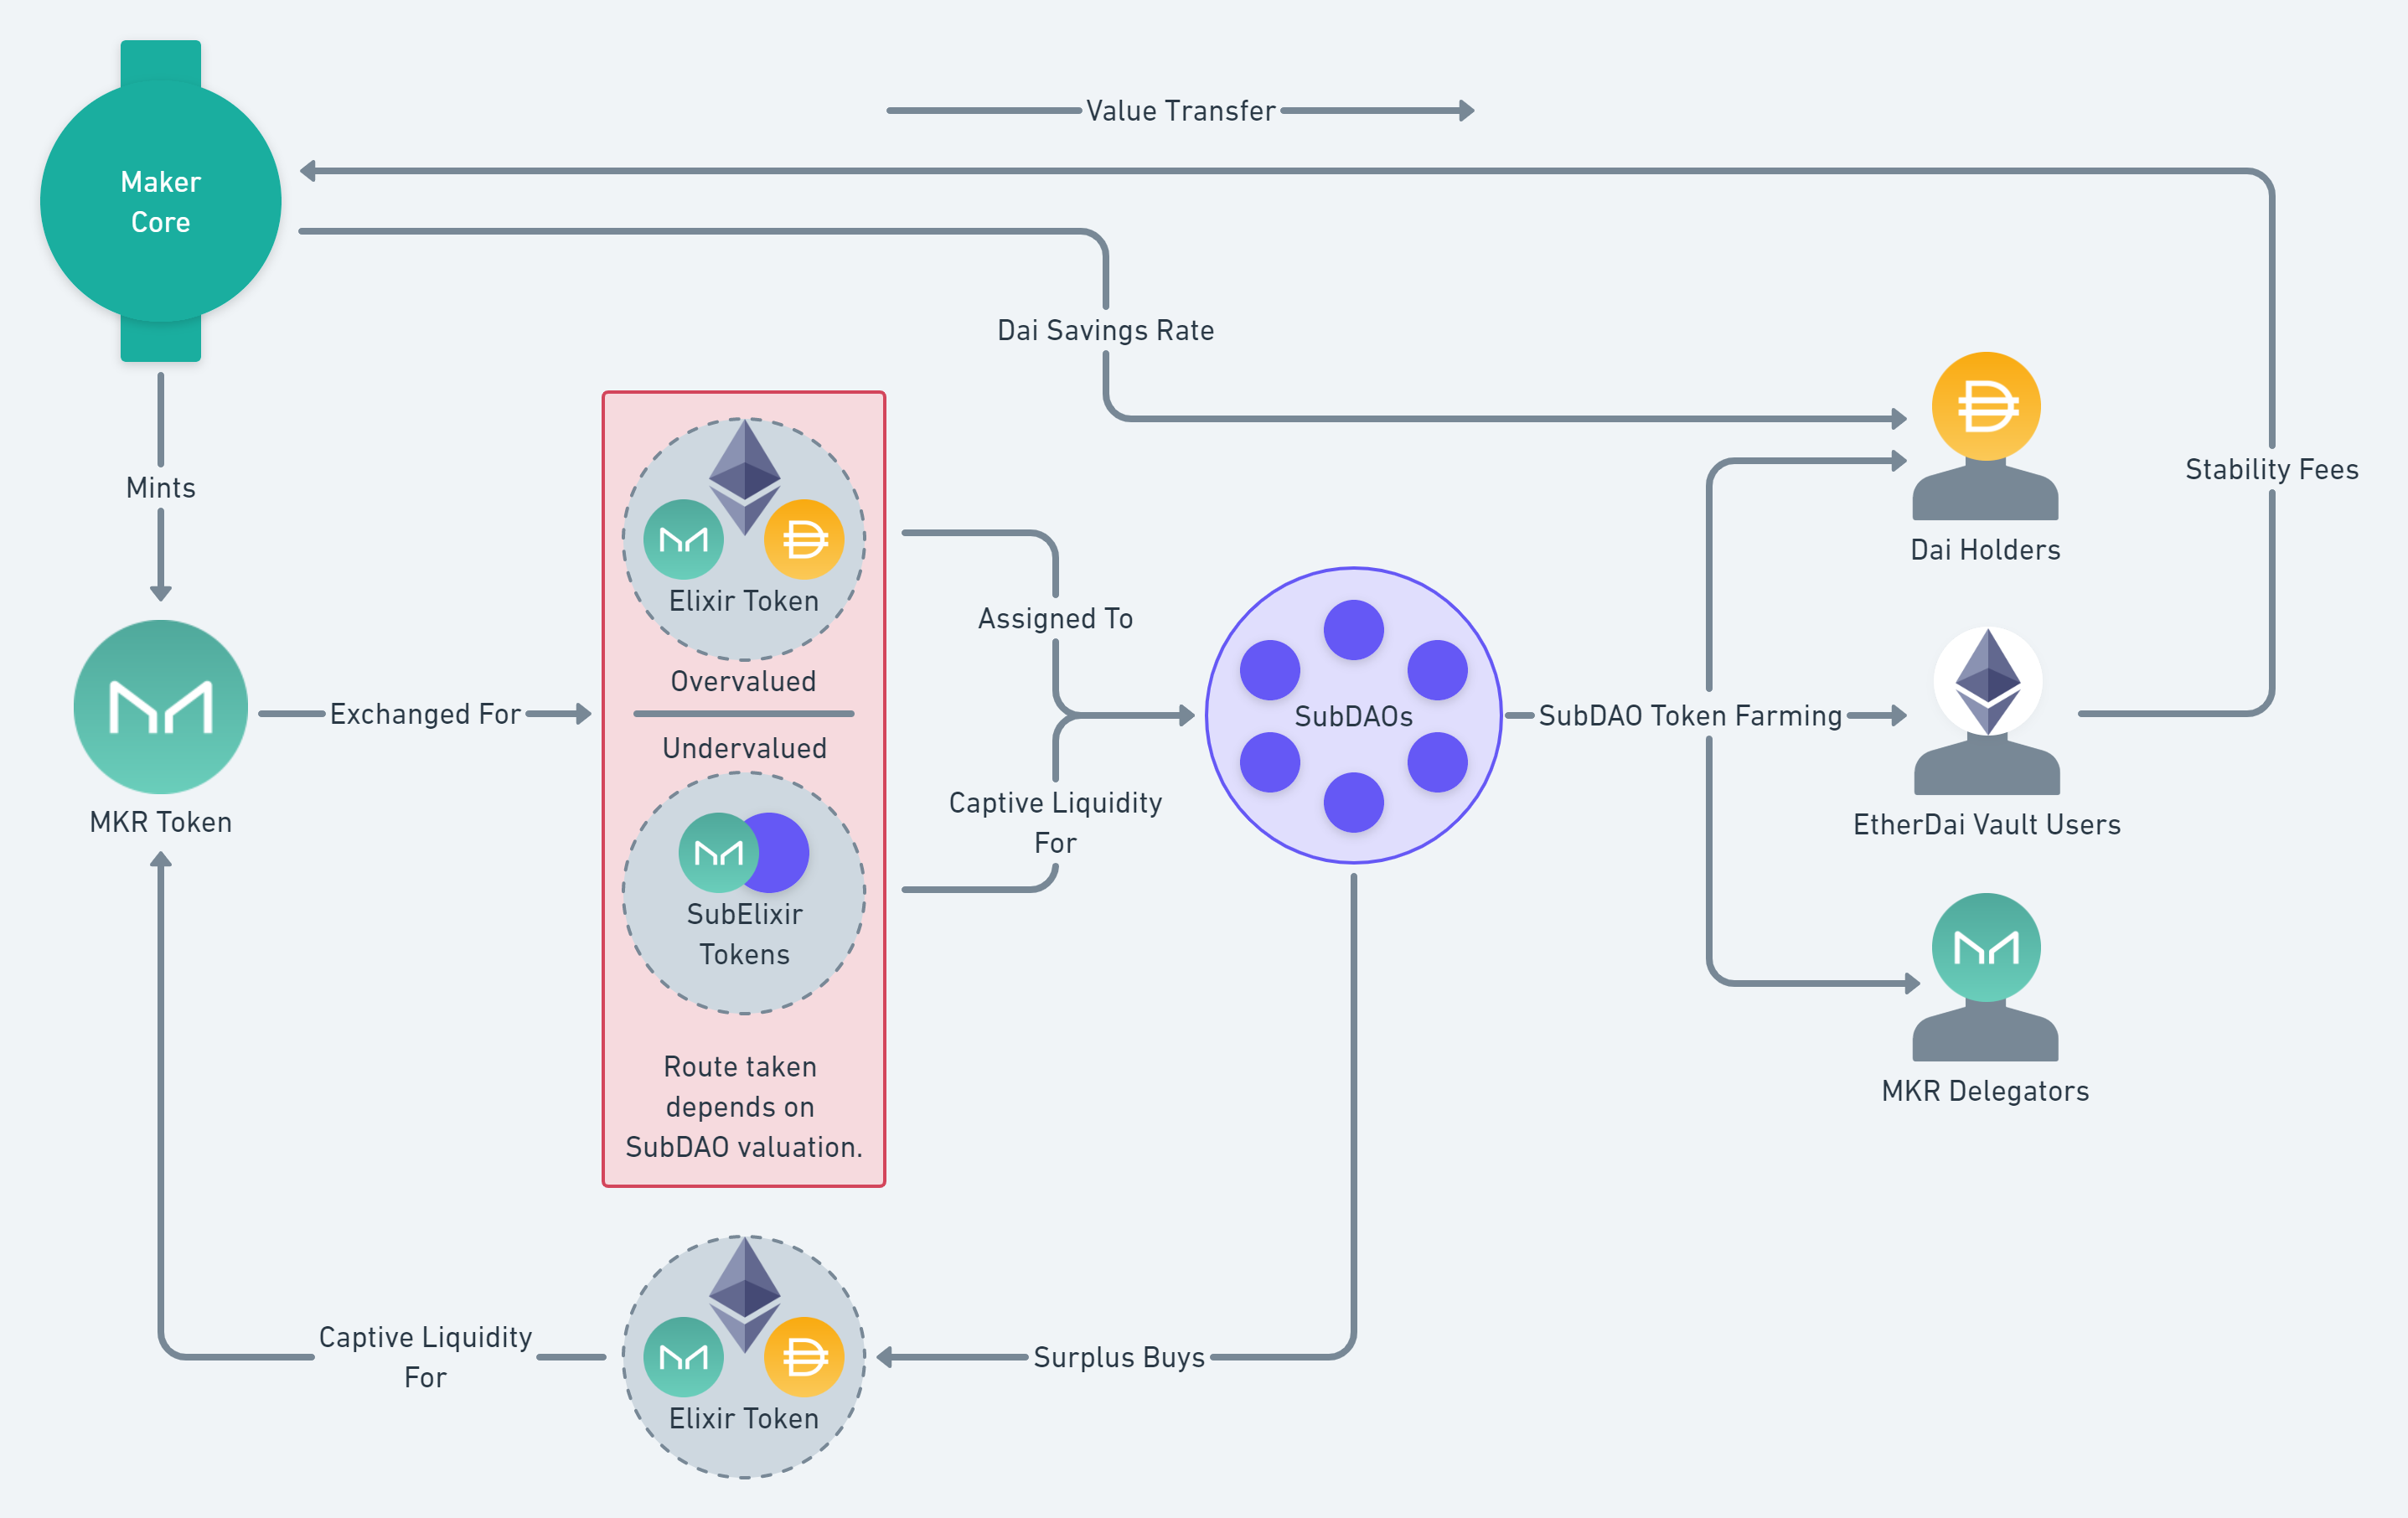 Value Transfer
Maker
Core
Dai Savings Rate
Stability Fees
Mints
Dai Holders
Elixir Token
Assigned To
Overvalued
Exchanged For
SubDAOs
SubDAO Token Farming
Undervalued
Captive Liquidity
For
MKR Token
EtherDai Vault Users
SubElixir
Tokens
Route taken
depends on
SubDAO valuation.
MKR Delegators
Captive Liquidity
For
Surplus Buys
Elixir Token